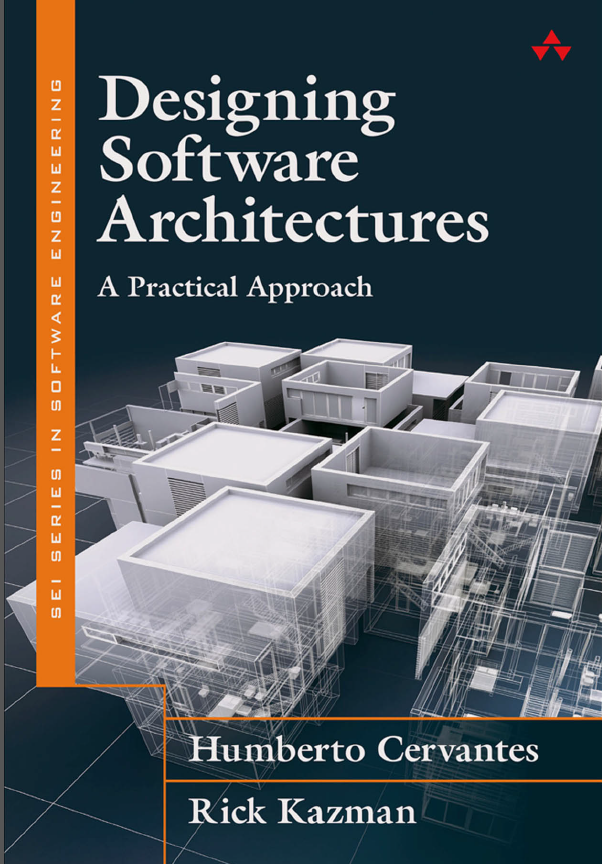 Designing
Software
Architectures
A Practical Approach
SEI SERIES IN SOFTWARE ENGINEERING
Humberto Cervantes
Rick Kazman